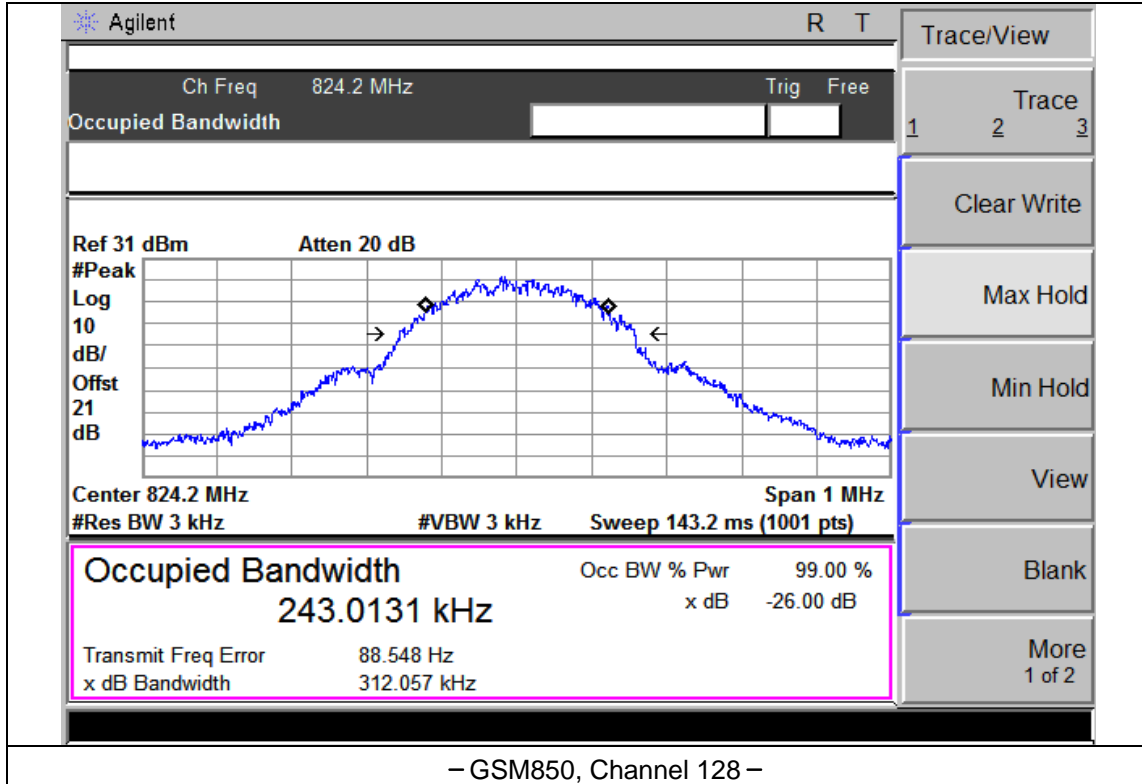 Agilent R T
Trace/View
Ch Freq 824.2 MHz Trig Free
Occupied Bandwidth
Trace
1 2 3
Clear Write
Ref 31 dBm Atten 20 dB
#Peak
Log
10
dB/
Offst
21
dB
Max Hold
Min Hold
View
Center 824.2 MHz Span 1 MHz
#Res BW 3 kHz #VBW 3 kHz Sweep 143.2 ms (1001 pts)
Occupied Bandwidth
243.0131 kHz
Occ BW % Pwr 99.00 %
x dB -26.00 dB
Transmit Freq Error 88.548 Hz
x dB Bandwidth 312.057 kHz
Blank
More
1 of 2
– GSM850, Channel 128 –